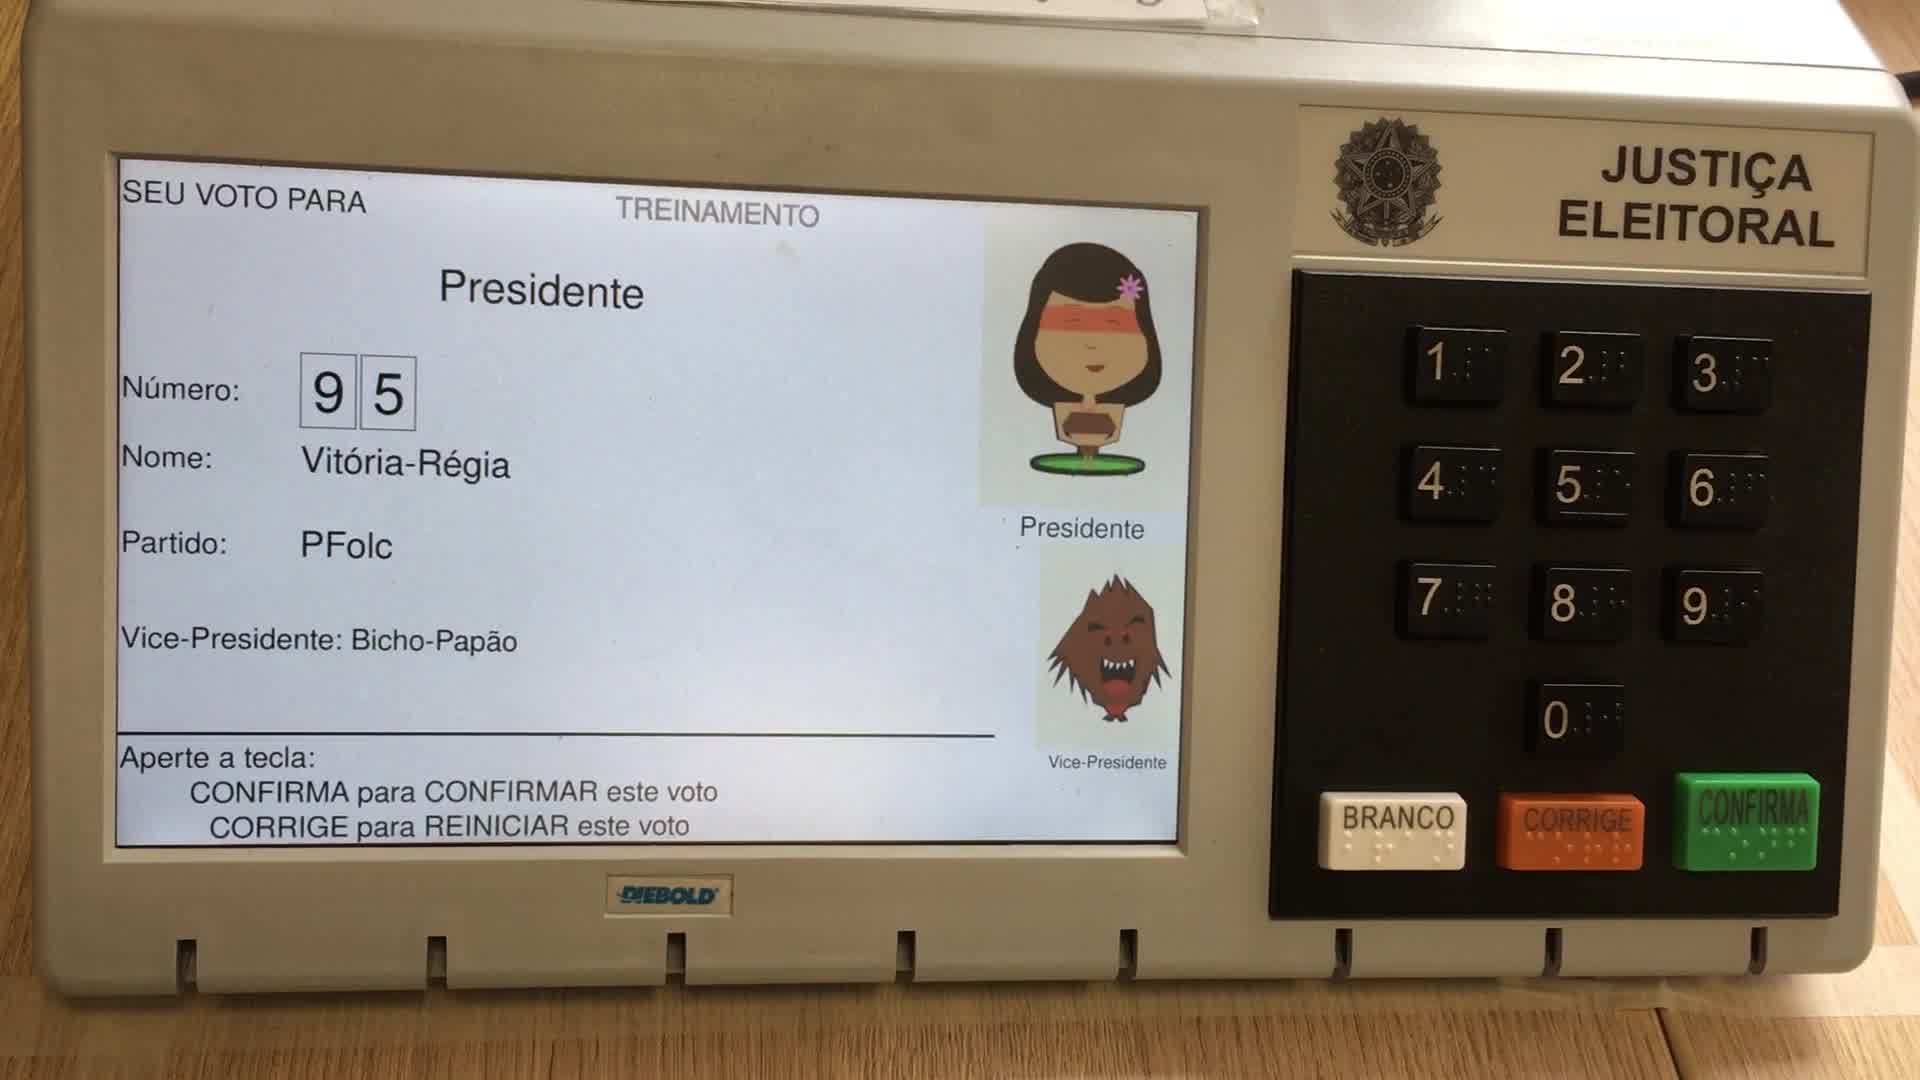 SEU VOTO PARA
TREINAMENTO
Presidente
Número: 95
Nome: Vitória-Régia
Partido: PFolc
Vice-Presidente: Bicho-Papão
Presidente
Vice-Presidente
Aperte a tecla:
CONFIRMA para CONFIRMAR este voto
CORRIGE para REINICIAR este voto
DIEBOLD
JUSTIÇA
ELEITORAL
1 2 3
4 5 6
7 8 9
0
BRANCO CORRIGE CONFIRMA